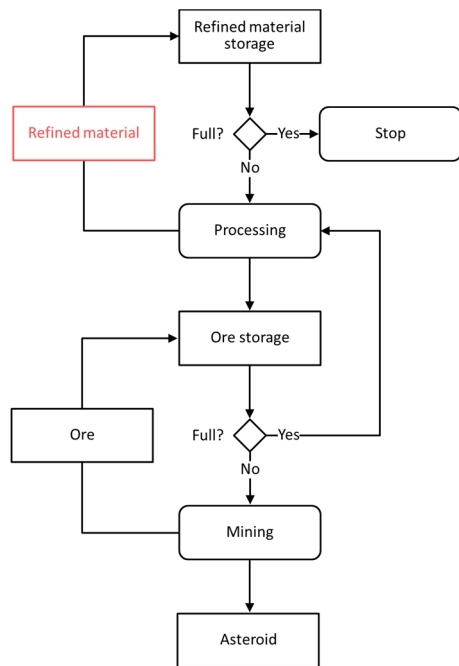 Refined material
storage
Refined material
Full?
Yes
Stop
No
Processing
Ore storage
Ore
Full?
Yes
No
Mining
Asteroid